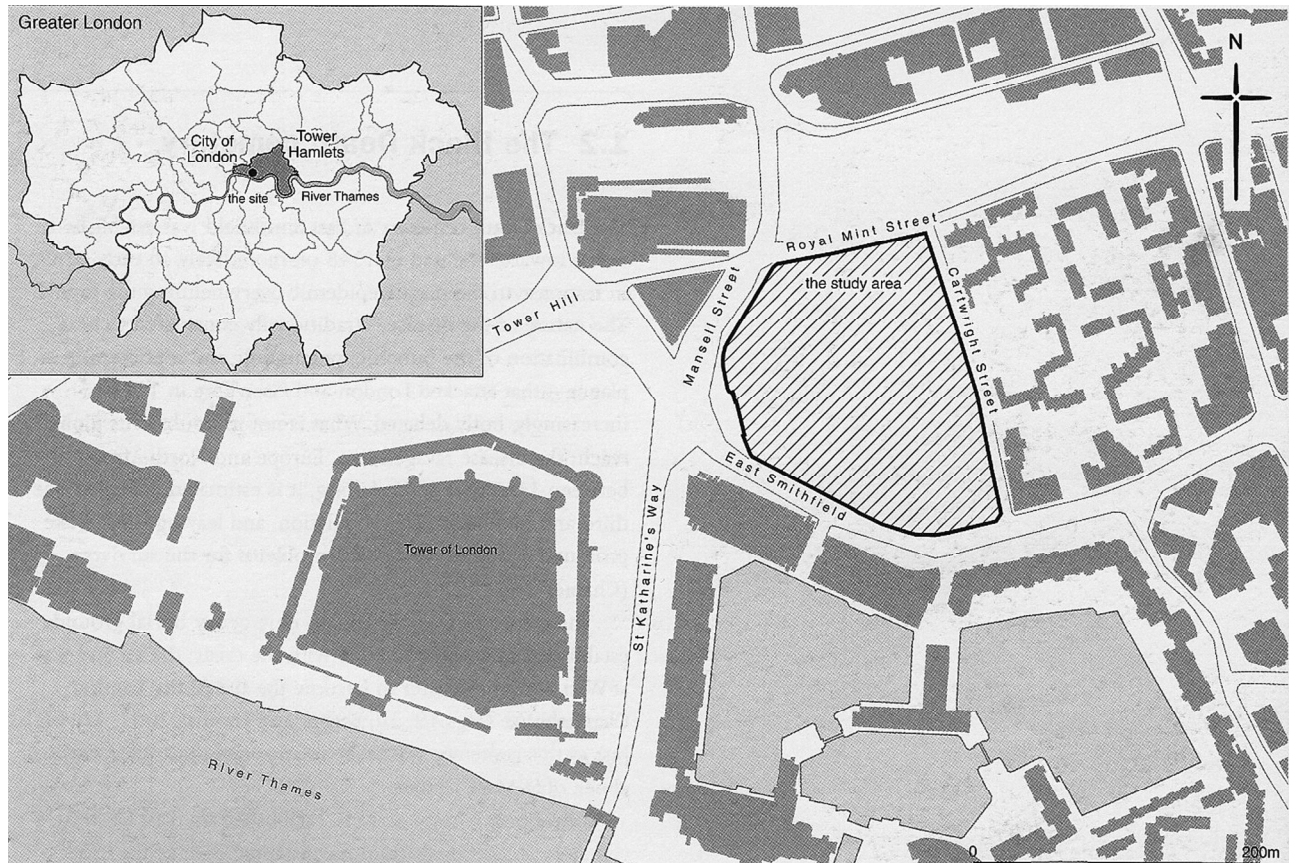 Greater London
City of
London
Tower
Hamlets
the site
River Thames
N
Royal Mint Street
the study area
Mansell Street
Cartwright Street
Tower Hill
East Smithfield
St Katharine's Way
Tower of London
River Thames
0
200m